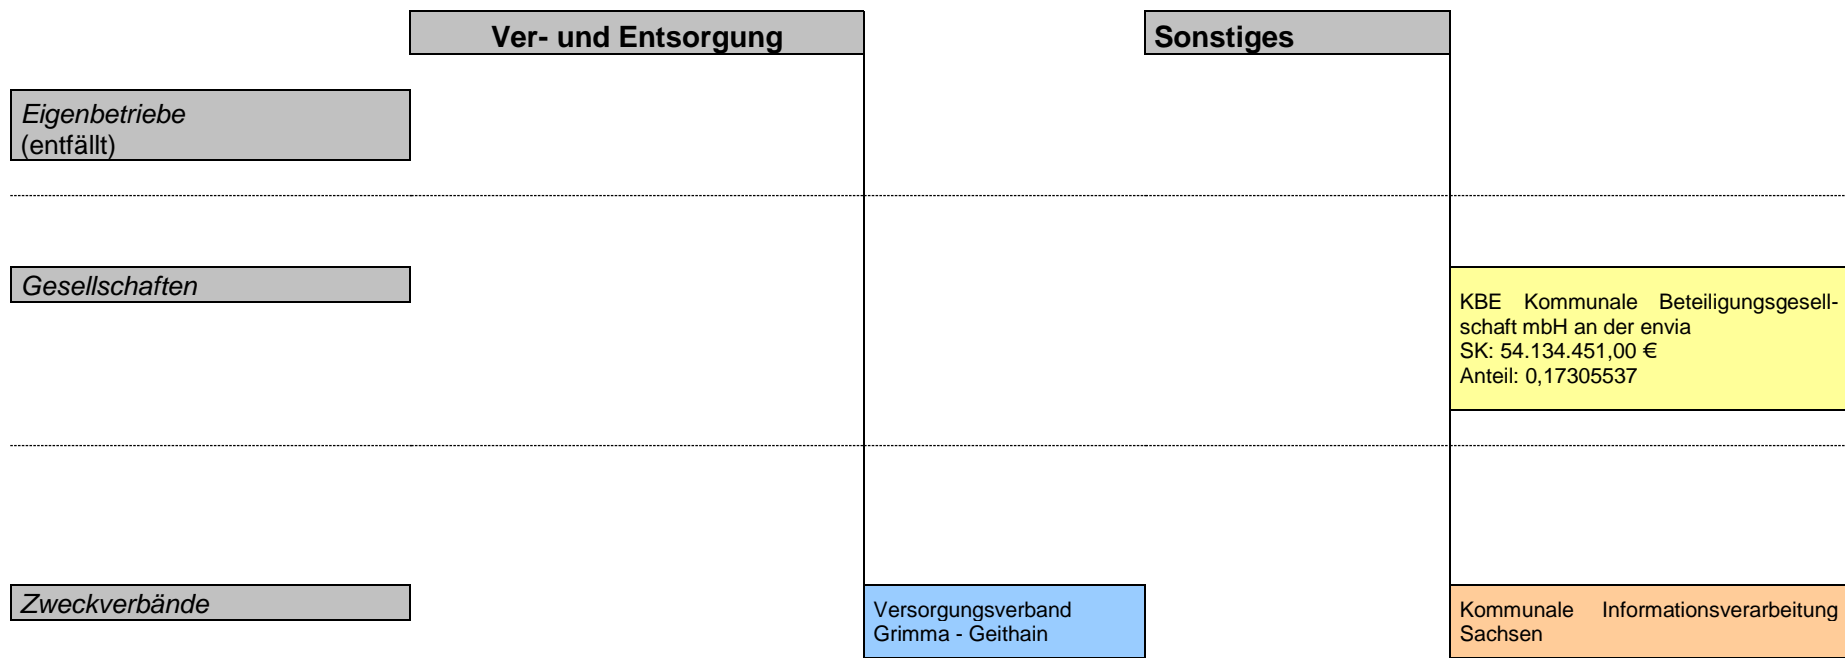 Ver- und Entsorgung
Sonstiges
Eigenbetriebe
(entfällt)
Gesellschaften
KBE Kommunale Beteiligungsgesell-
schaft mbH an der envia
SK: 54.134.451,00 €
Anteil: 0,17305537
Zweckverbände
Versorgungsverband
Grimma - Geithain
Kommunale Informationsverarbeitung
Sachsen